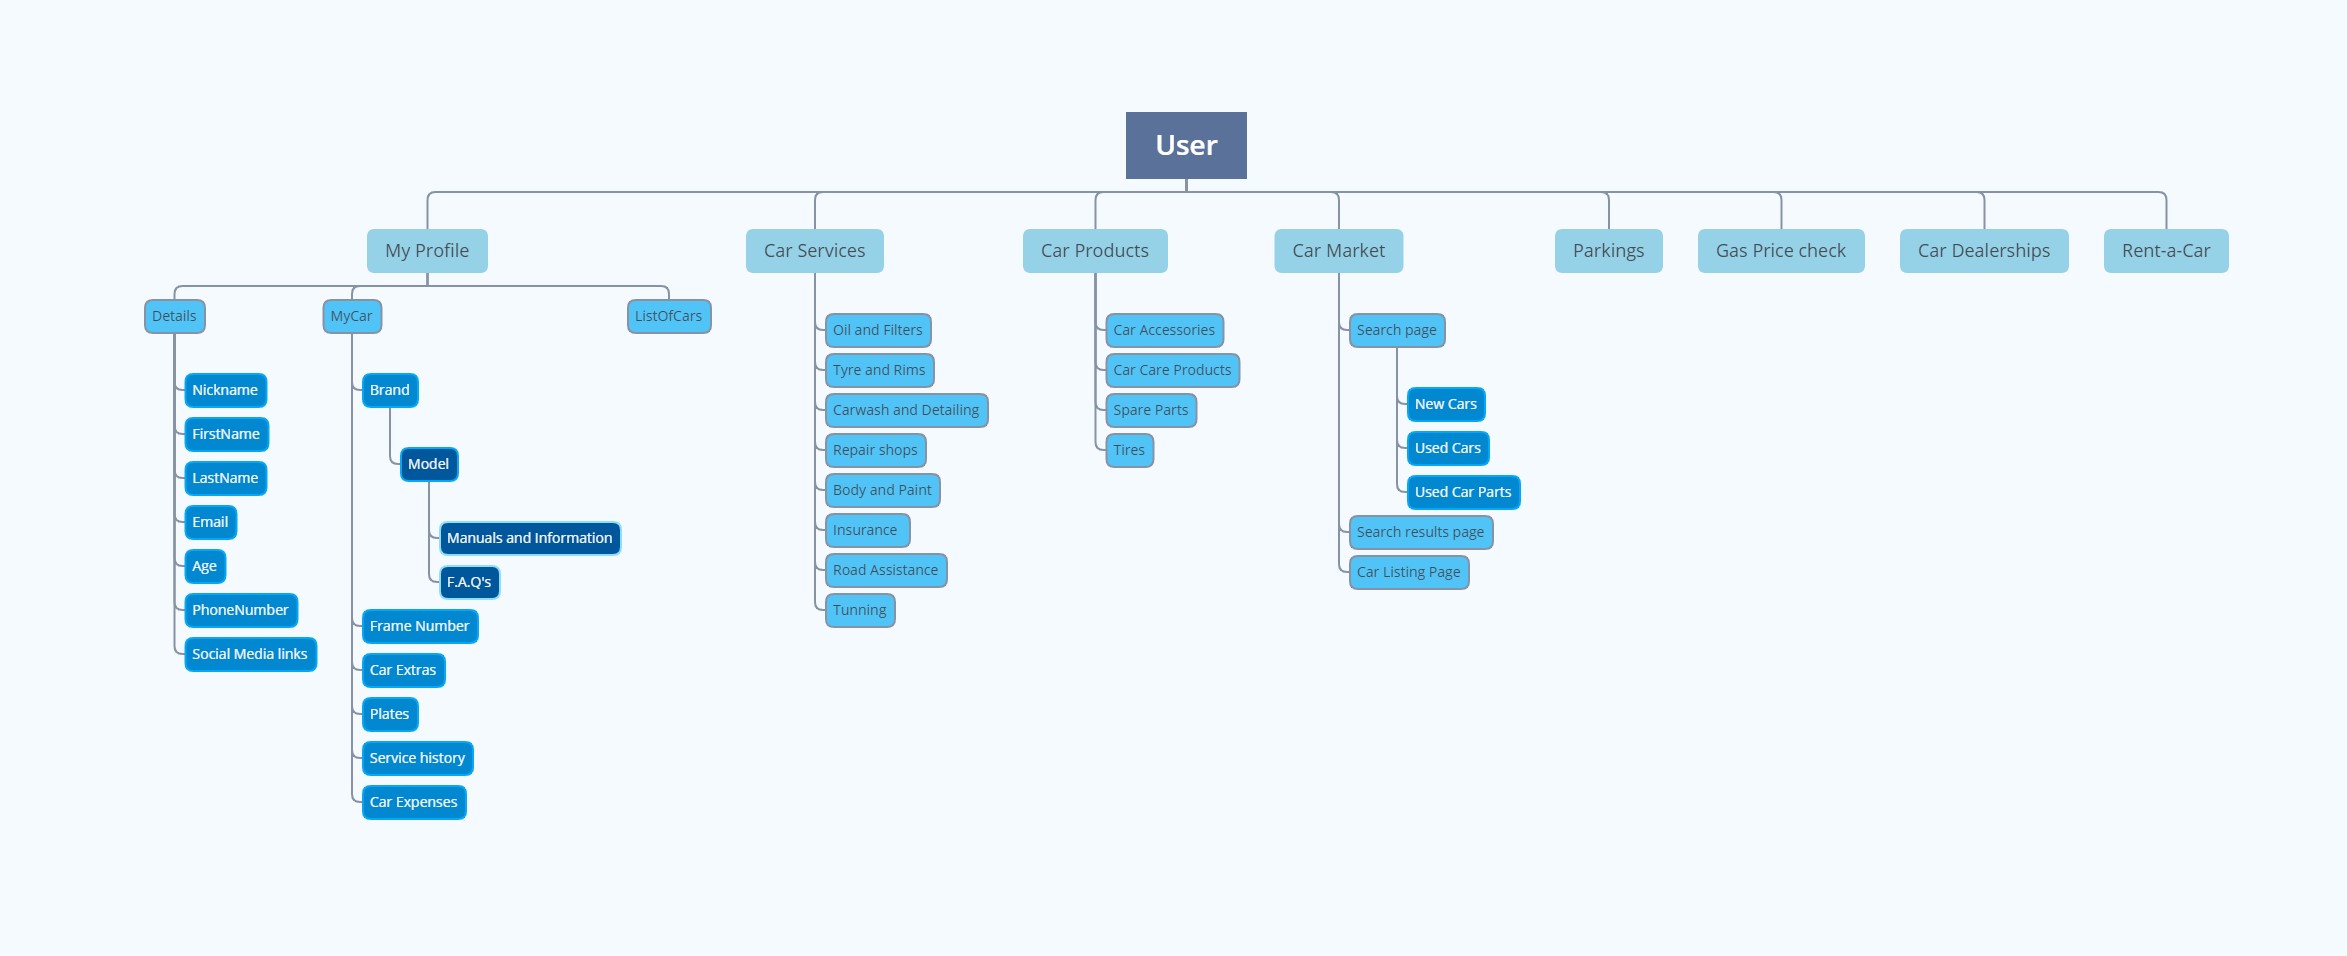 User
My Profile
Car Services
Car Products
Car Market
Parkings
Gas Price check
Car Dealerships
Rent-a-Car
Details
Nickname
FirstName
LastName
Email
Age
PhoneNumber
Social Media links
MyCar
Brand
Model
Manuals and Information
F.A.Q's
Frame Number
Car Extras
Plates
Service history
Car Expenses
ListOfCars
Oil and Filters
Tyre and Rims
Carwash and Detailing
Repair shops
Body and Paint
Insurance
Road Assistance
Tunning
Car Accessories
Car Care Products
Spare Parts
Tires
Search page
New Cars
Used Cars
Used Car Parts
Search results page
Car Listing Page